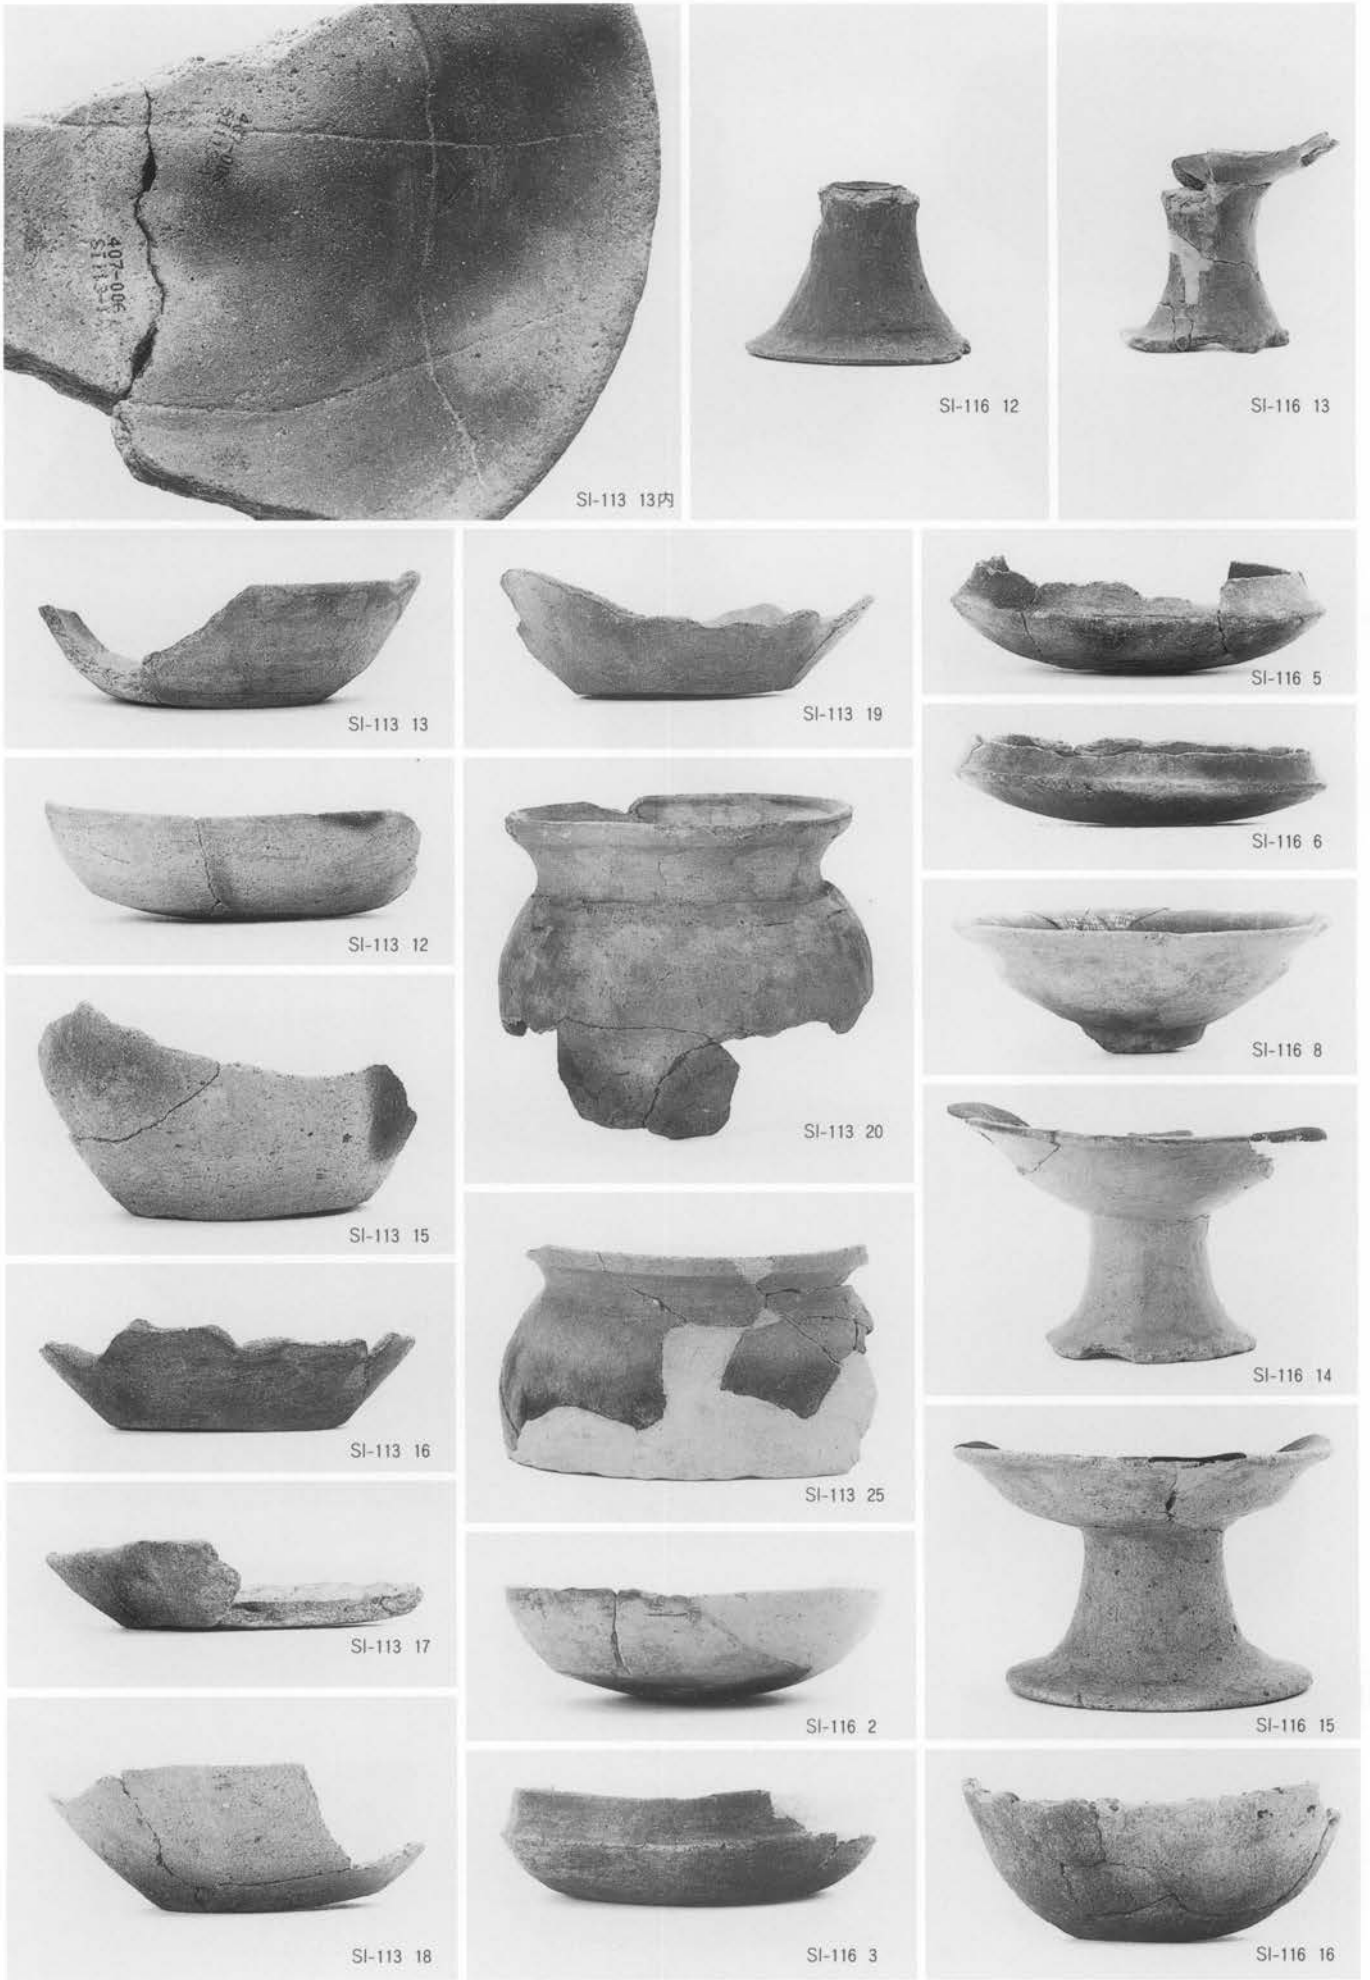 407-006
SI-113 13内
SI-116 12
SI-116 13
SI-113 13
SI-113 12
SI-113 15
SI-113 16
SI-113 17
SI-113 18
SI-113 19
SI-113 20
SI-113 25
SI-116 2
SI-116 3
SI-116 5
SI-116 6
SI-116 8
SI-116 14
SI-116 15
SI-116 16